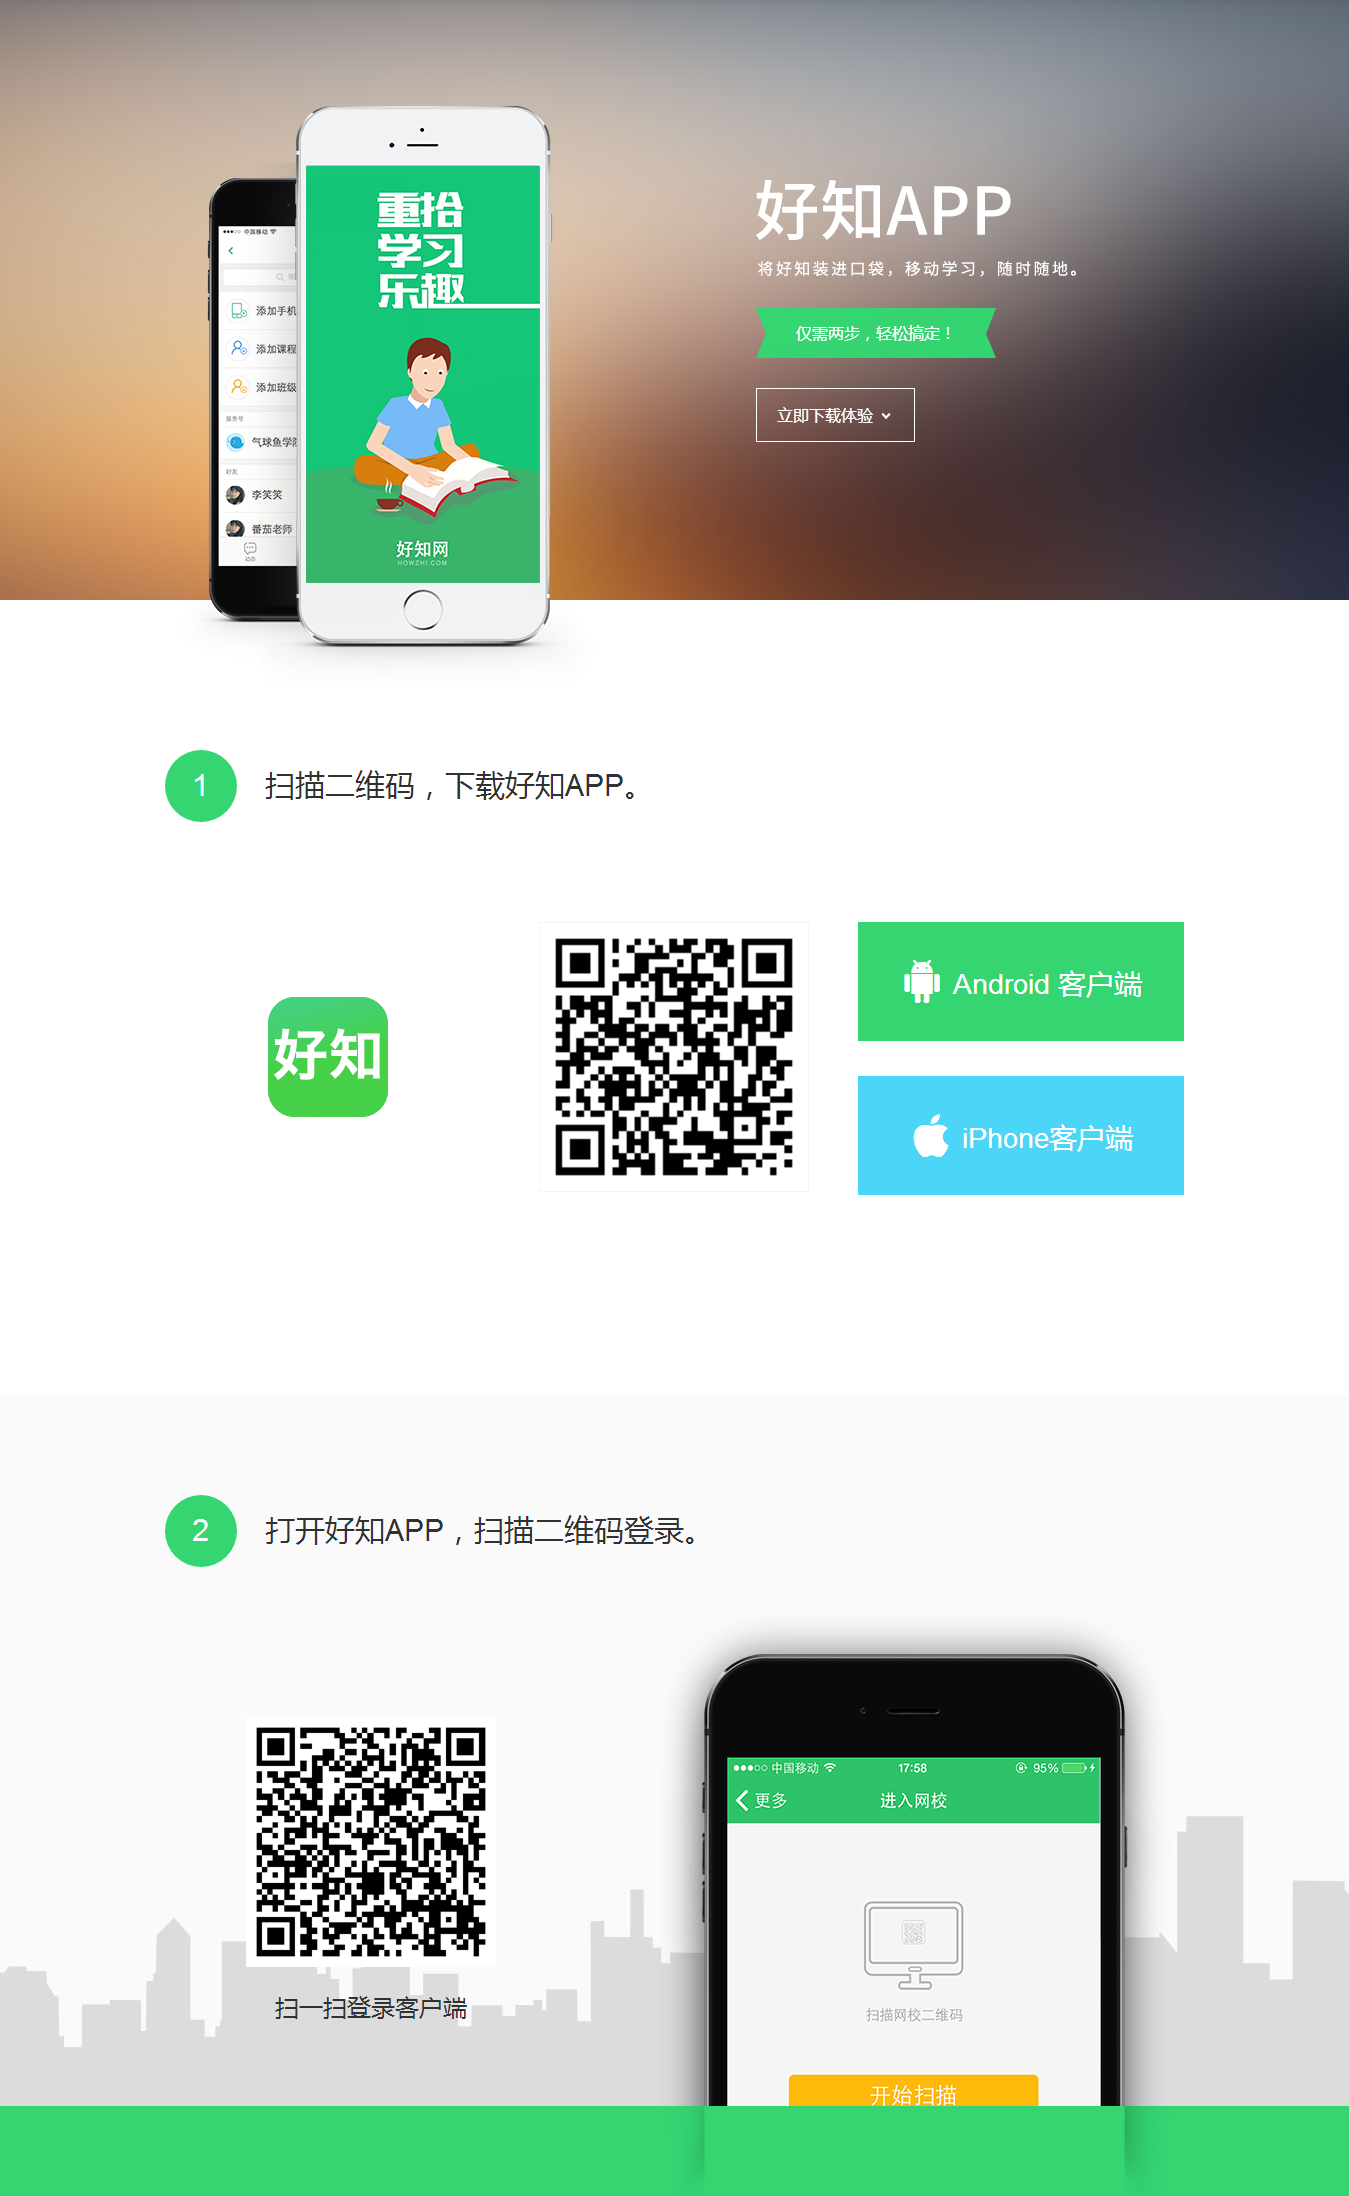 好知APP
将好知装进口袋，移动学习，随时随地。
仅需两步，轻松搞定！
立即下载体验
中国移动
添加手机
添加课程
添加班级
服务号
气球鱼学院
好友
李笑笑
番茄老师
动态
重拾
学习
乐趣
好知网
HOWZHI.COM
1
扫描二维码，下载好知APP。
好知
Android 客户端
iPhone客户端
2
打开好知APP，扫描二维码登录。
扫一扫登录客户端
中国移动 17:58 95%
更多 进入网校
扫描网校二维码
开始扫描